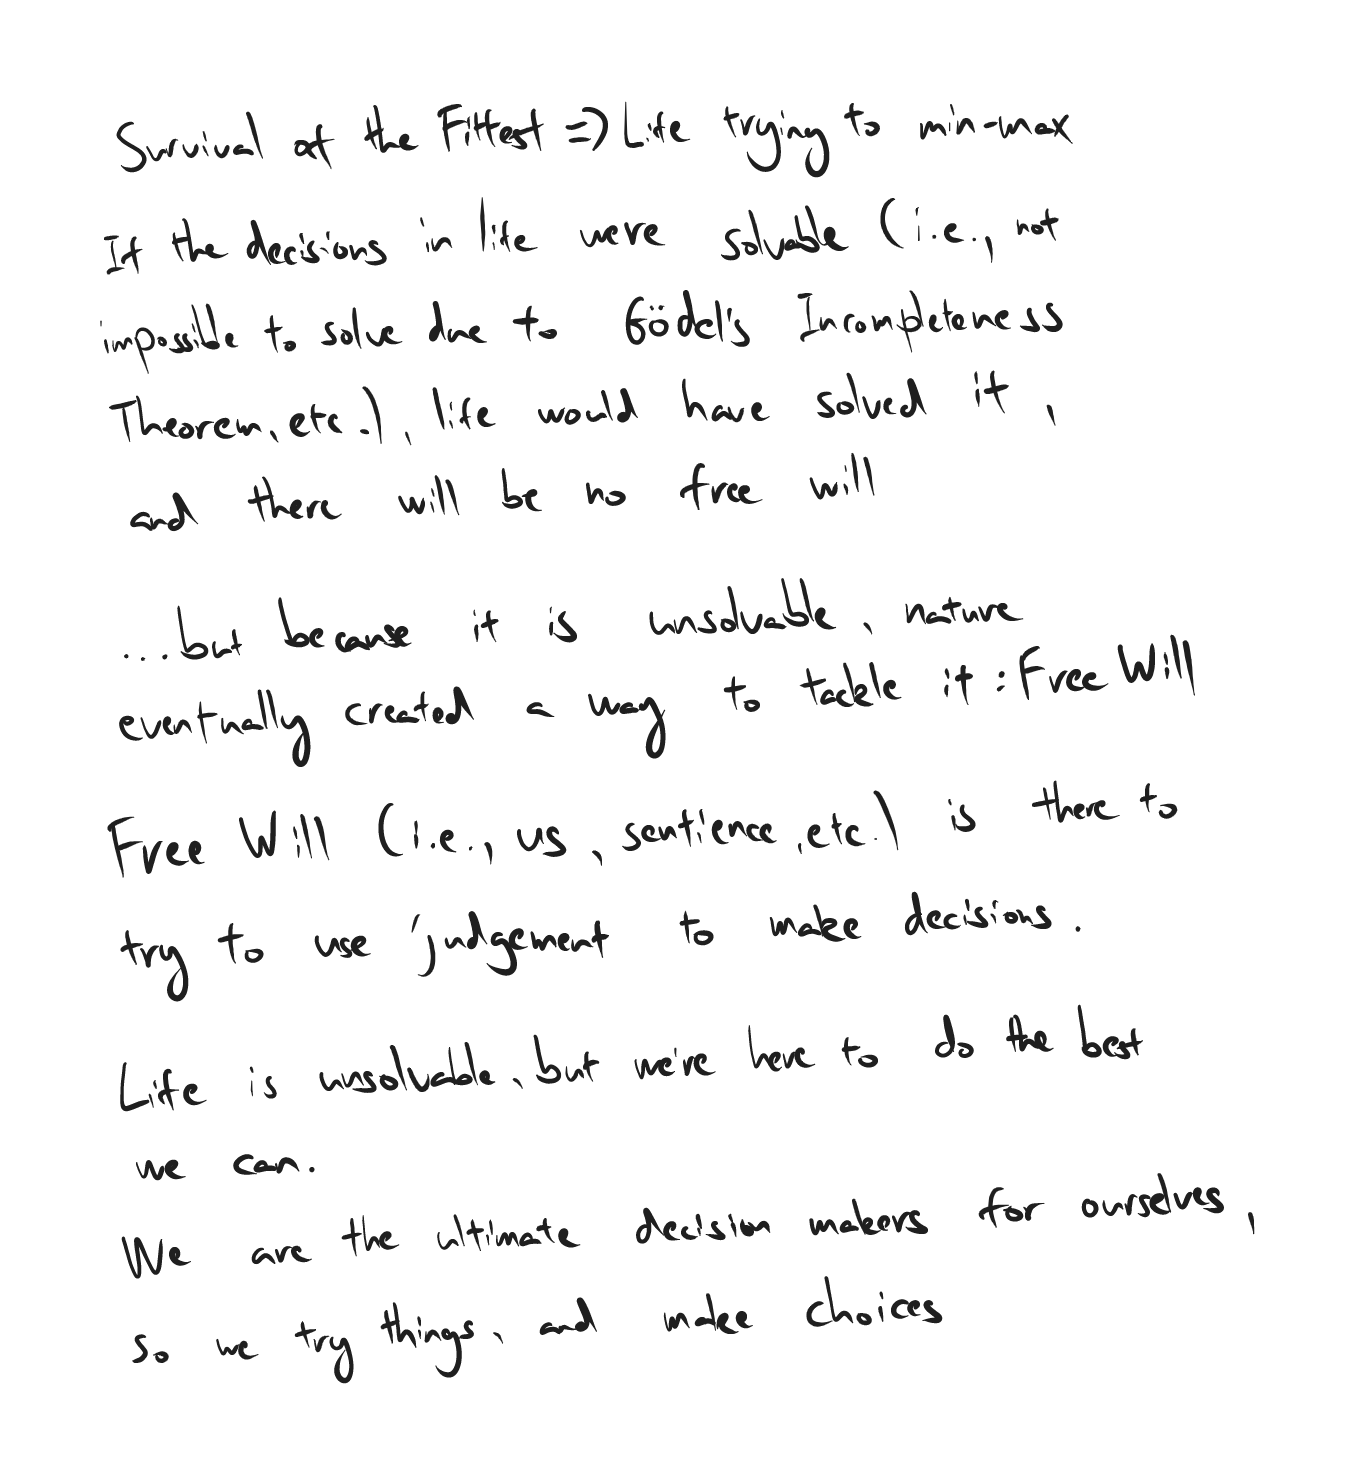 Survival of the Fittest => Life trying to min-max
If the decisions in life were solvable (i.e., not
impossible to solve due to Gödel's Incompleteness
Theorem, etc.), life would have solved it,
and there will be no free will
...but because it is unsolvable, nature
eventually created a way to tackle it: Free Will
Free Will (i.e., us, sentience, etc.) is there to
try to use judgement to make decisions.
Life is unsolvable, but we're here to do the best
we can.
We are the ultimate decision makers for ourselves,
so we try things, and make choices